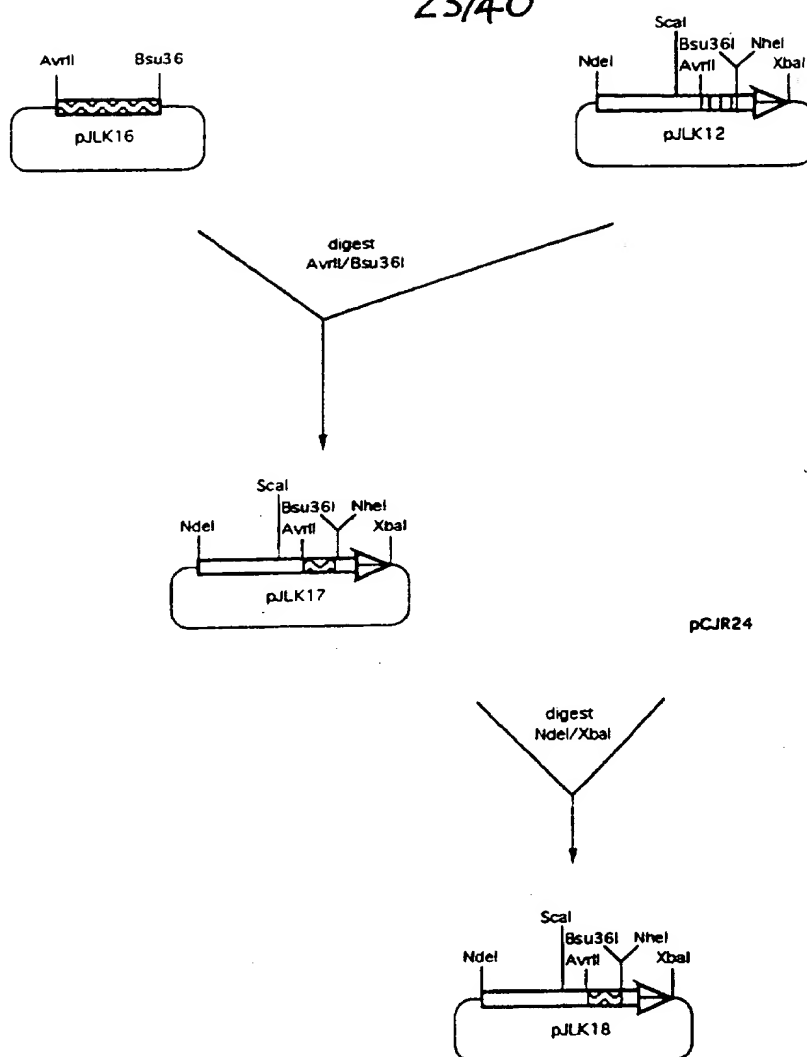 23/40
AvrII Bsu36
pJLK16
ScaI
Bsu36I NheI
NdeI AvrII XbaI
pJLK12
digest
AvrII/Bsu36I
ScaI
Bsu36I NheI
NdeI AvrII XbaI
pJLK17
pCJR24
digest
NdeI/XbaI
ScaI
Bsu36I NheI
NdeI AvrII XbaI
pJLK18